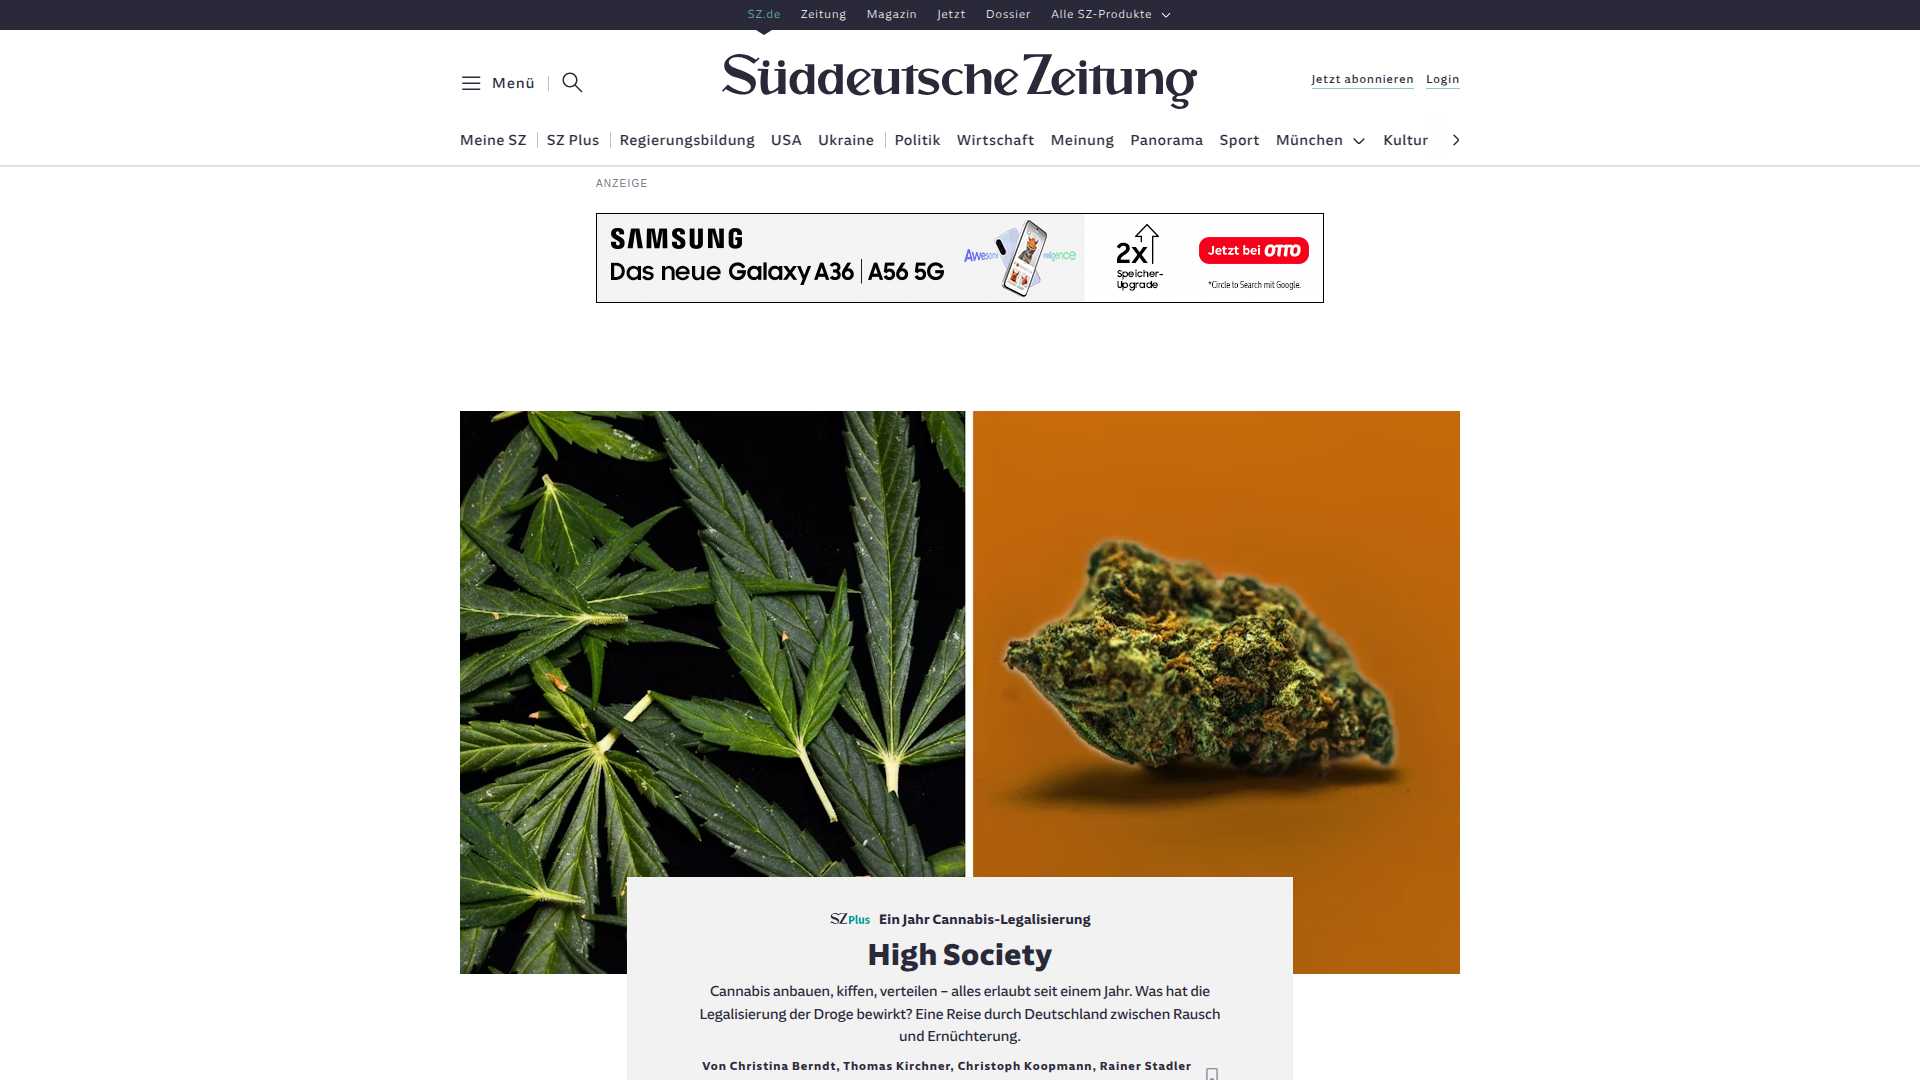 SZ.de Zeitung Magazin Jetzt Dossier Alle SZ-Produkte
Menü
Süddeutsche Zeitung
Jetzt abonnieren Login
Meine SZ SZ Plus Regierungsbildung USA Ukraine Politik Wirtschaft Meinung Panorama Sport München Kultur
ANZEIGE
SAMSUNG
Das neue Galaxy A36 | A56 5G
Awesome
2x
Speicher-
Upgrade
Jetzt bei OTTO
*Circle to Search mit Google.
SZ Plus Ein Jahr Cannabis-Legalisierung
High Society
Cannabis anbauen, kiffen, verteilen – alles erlaubt seit einem Jahr. Was hat die
Legalisierung der Droge bewirkt? Eine Reise durch Deutschland zwischen Rausch
und Ernüchterung.
Von Christina Berndt, Thomas Kirchner, Christoph Koopmann, Rainer Stadler